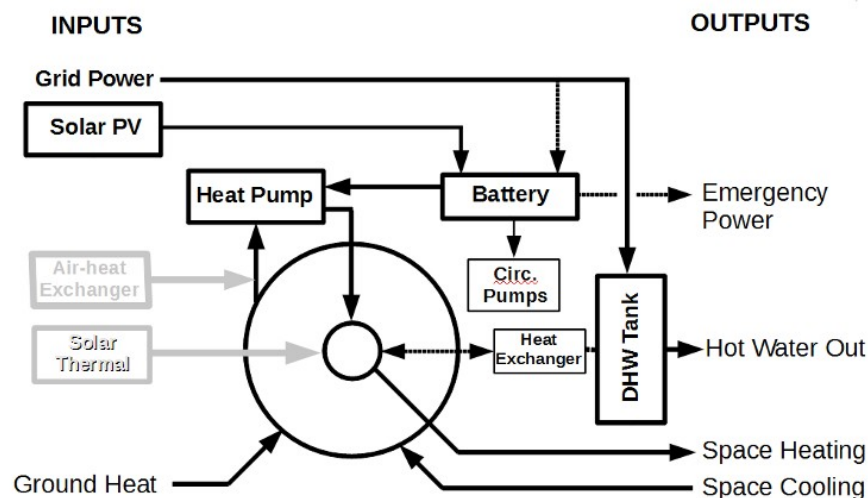 INPUTS
OUTPUTS
Grid Power
Solar PV
Heat Pump
Battery
Emergency
Power
Air-heat
Exchanger
Circ.
Pumps
Solar
Thermal
Heat
Exchanger
DHW Tank
Hot Water Out
Space Heating
Ground Heat
Space Cooling